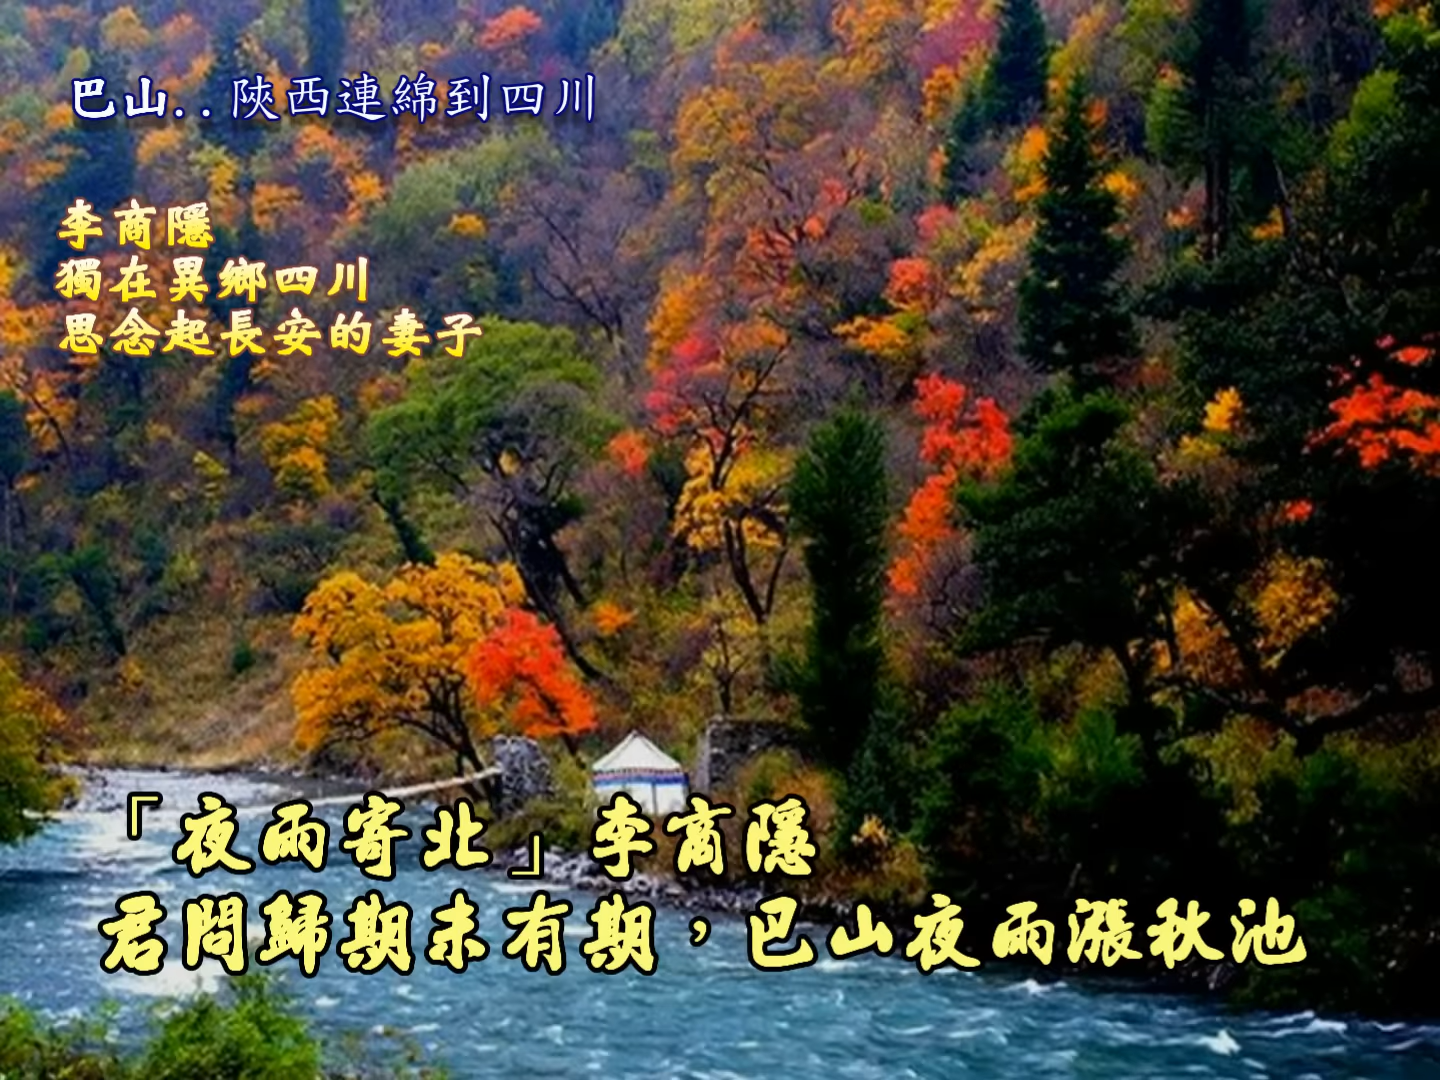 巴山..陝西連綿到四川
李商隱
獨在異鄉四川
思念起長安的妻子
「夜雨寄北」李商隱
君問歸期未有期，巴山夜雨漲秋池